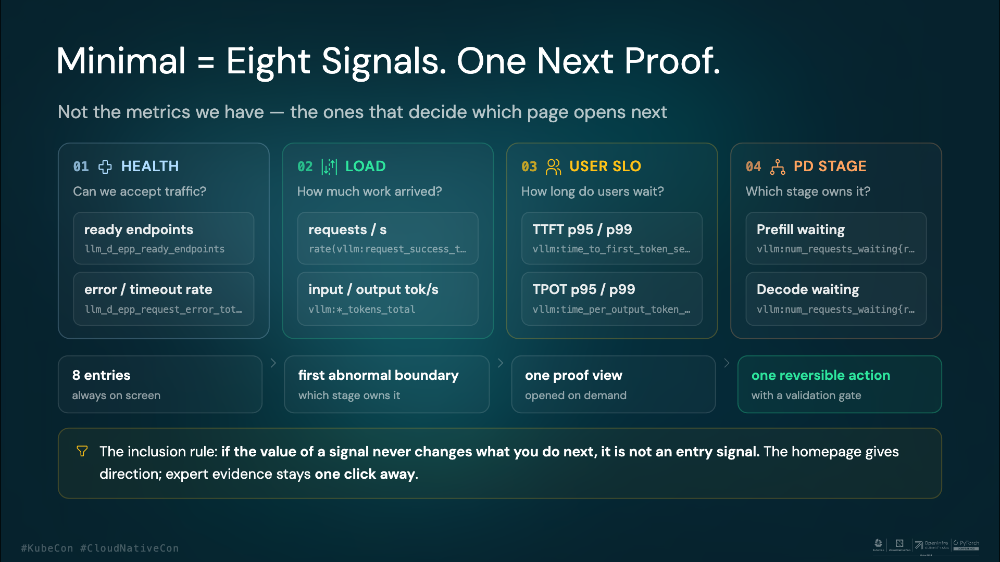 Minimal = Eight Signals. One Next Proof.
Not the metrics we have — the ones that decide which page opens next
01 HEALTH
Can we accept traffic?
ready endpoints
llm_d_epp_ready_endpoints
error / timeout rate
llm_d_epp_request_error_tot…
02 LOAD
How much work arrived?
requests / s
rate(vllm:request_success_t…
input / output tok/s
vllm:*_tokens_total
03 USER SLO
How long do users wait?
TTFT p95 / p99
vllm:time_to_first_token_se…
TPOT p95 / p99
vllm:time_per_output_token_…
04 PD STAGE
Which stage owns it?
Prefill waiting
vllm:num_requests_waiting{r…
Decode waiting
vllm:num_requests_waiting{r…
8 entries
always on screen
first abnormal boundary
which stage owns it
one proof view
opened on demand
one reversible action
with a validation gate
The inclusion rule: if the value of a signal never changes what you do next, it is not an entry signal. The homepage gives
direction; expert evidence stays one click away.
#KubeCon #CloudNativeCon
KubeCon
CloudNativeCon
OpenInfra
SUMMIT • ASIA
PyTorch
CONFERENCE